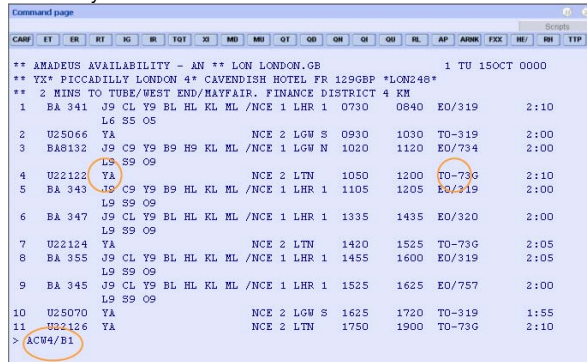 Command page
Scripts
CARF ET ER RT IG IR TQT XI MD MU QT QD QN QI QU RL AP ARNK FXX HE/ RH TTP
** AMADEUS AVAILABILITY - AN ** LON LONDON.GB 1 TU 15OCT 0000
** YX* PICCADILLY LONDON 4* CAVENDISH HOTEL FR 129GBP *LON248*
** 2 MINS TO TUBE/WEST END/MAYFAIR. FINANCE DISTRICT 4 KM
1 BA 341 J9 CL Y9 BL HL KL ML /NCE 1 LHR 1 0730 0840 E0/319 2:10
L6 S5 O5
2 U25066 YA NCE 2 LGW S 0930 1030 T0-319 2:00
3 BA8132 J9 C9 Y9 B9 H9 KL ML /NCE 1 LGW N 1020 1120 E0/734 2:00
L9 S9 O9
4 U22122 YA NCE 2 LTN 1050 1200 T0-73G 2:10
5 BA 343 J9 C9 Y9 B9 HL KL ML /NCE 1 LHR 1 1105 1205 E0/319 2:00
L9 S9 O9
6 BA 347 J9 CL Y9 BL HL KL ML /NCE 1 LHR 1 1335 1435 E0/320 2:00
L9 S9 O9
7 U22124 YA NCE 2 LTN 1420 1525 T0-73G 2:05
8 BA 355 J9 CL Y9 BL HL KL ML /NCE 1 LHR 1 1455 1600 E0/319 2:05
L9 S9 O9
9 BA 345 J9 CL Y9 BL HL KL ML /NCE 1 LHR 1 1525 1625 E0/757 2:00
L9 S9 O9
10 U25070 YA NCE 2 LGW S 1625 1720 T0-319 1:55
11 U22126 YA NCE 2 LTN 1750 1900 T0-73G 2:10
> ACW4/B1